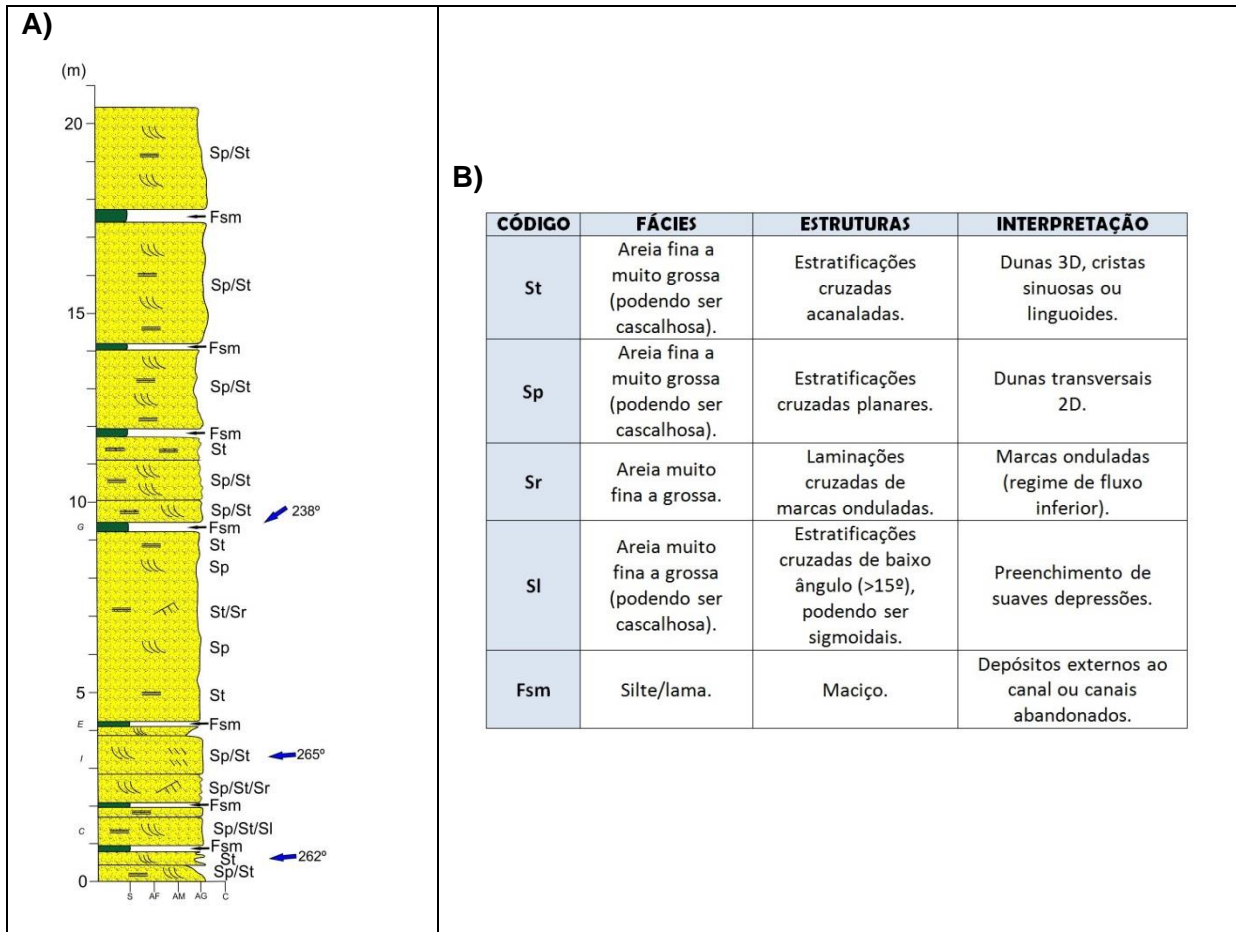 A)
(m)
20
Sp/St
Fsm
Sp/St
15
Fsm
Sp/St
Fsm
St
Sp/St
10
Sp/St
238º
G
Fsm
St
Sp
St/Sr
Sp
5
St
E
Fsm
I
Sp/St
265º
Sp/St/Sr
Fsm
C
Sp/St/Sl
Fsm
St
262º
0
Sp/St
S AF AM AG C
B)
CÓDIGO FÁCIES ESTRUTURAS INTERPRETAÇÃO
St
Areia fina a
muito grossa
(podendo ser
cascalhosa).
Estratificações
cruzadas
acanaladas.
Dunas 3D, cristas
sinuosas ou
linguoides.
Sp
Areia fina a
muito grossa
(podendo ser
cascalhosa).
Estratificações
cruzadas planares.
Dunas transversais
2D.
Sr
Areia muito
fina a grossa.
Laminações
cruzadas de
marcas onduladas.
Marcas onduladas
(regime de fluxo
inferior).
Sl
Areia muito
fina a grossa
(podendo ser
cascalhosa).
Estratificações
cruzadas de baixo
ângulo (>15º),
podendo ser
sigmoidais.
Preenchimento de
suaves depressões.
Fsm
Silte/lama.
Maciço.
Depósitos externos ao
canal ou canais
abandonados.